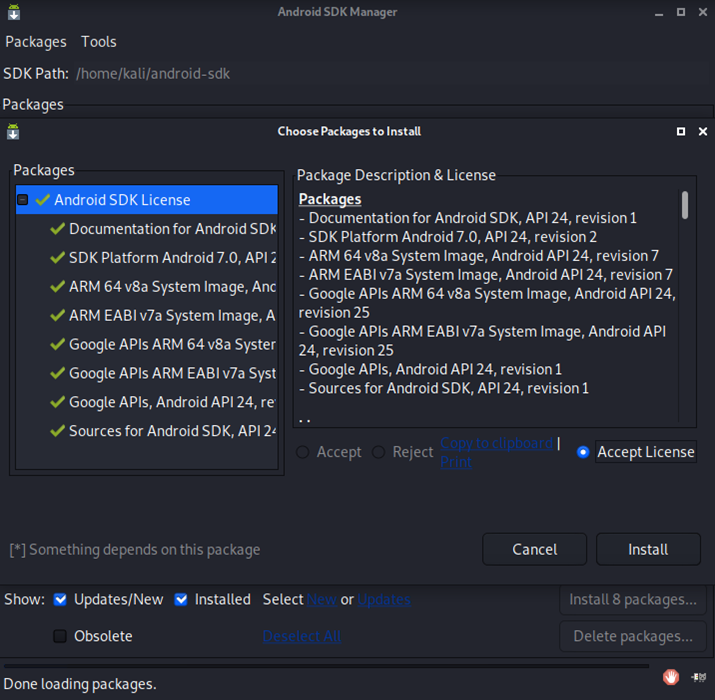 Android SDK Manager
Packages Tools
SDK Path: /home/kali/android-sdk
Packages
Choose Packages to Install
Packages
Android SDK License
Documentation for Android SDK
SDK Platform Android 7.0, API 2
ARM 64 v8a System Image, And
ARM EABI v7a System Image, A
Google APIs ARM 64 v8a System
Google APIs ARM EABI v7a Syst
Google APIs, Android API 24, re
Sources for Android SDK, API 24
Package Description & License
Packages
- Documentation for Android SDK, API 24, revision 1
- SDK Platform Android 7.0, API 24, revision 2
- ARM 64 v8a System Image, Android API 24, revision 7
- ARM EABI v7a System Image, Android API 24, revision 7
- Google APIs ARM 64 v8a System Image, Android API 24,
revision 25
- Google APIs ARM EABI v7a System Image, Android API
24, revision 25
- Google APIs, Android API 24, revision 1
- Sources for Android SDK, API 24, revision 1
Accept Reject Copy to clipboard | Accept License
Print
[*] Something depends on this package
Cancel Install
Show: Updates/New Installed Select New or Updates Install 8 packages...
Obsolete Deselect All Delete packages...
Done loading packages.